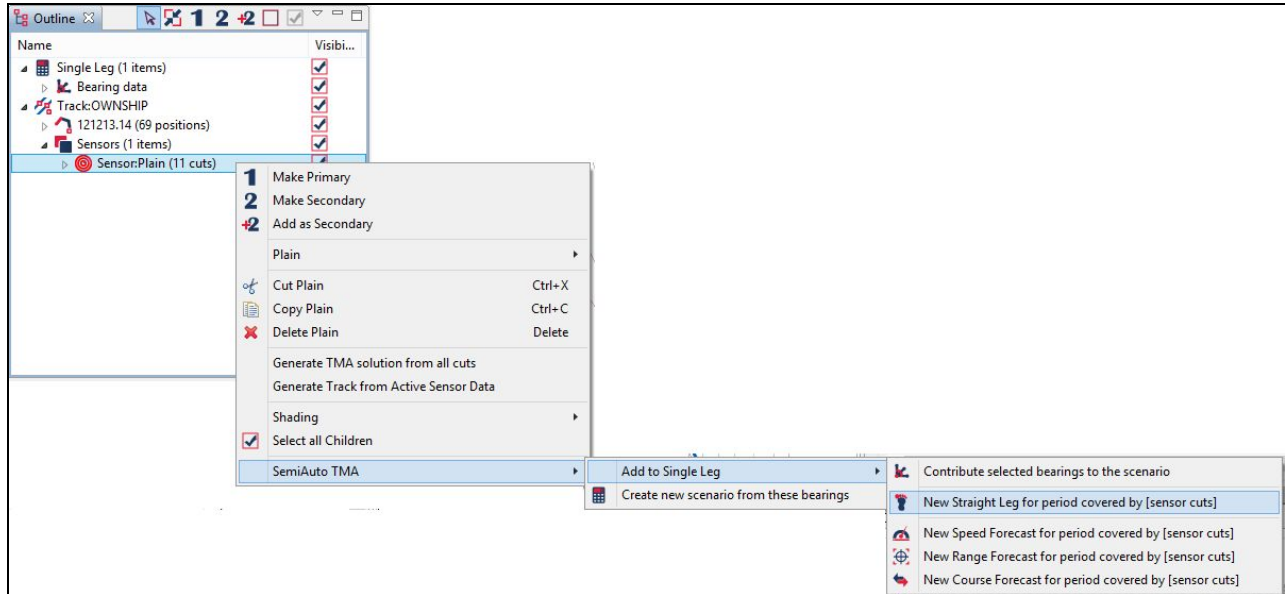 Outline
1 2 +2
Name Visibi...
Single Leg (1 items)
Bearing data
Track:OWNSHIP
121213.14 (69 positions)
Sensors (1 items)
Sensor:Plain (11 cuts)
1 Make Primary
2 Make Secondary
+2 Add as Secondary
Plain
Cut Plain Ctrl+X
Copy Plain Ctrl+C
Delete Plain Delete
Generate TMA solution from all cuts
Generate Track from Active Sensor Data
Shading
Select all Children
SemiAuto TMA
Add to Single Leg
Create new scenario from these bearings
Contribute selected bearings to the scenario
New Straight Leg for period covered by [sensor cuts]
New Speed Forecast for period covered by [sensor cuts]
New Range Forecast for period covered by [sensor cuts]
New Course Forecast for period covered by [sensor cuts]